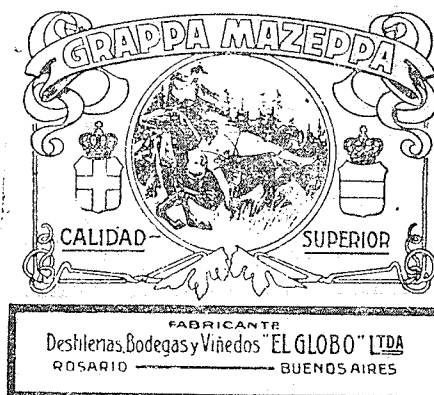 GRAPPA MAZEPPA
CALIDAD SUPERIOR
FABRICANTE
Destilerias, Bodegas y Viñedos "EL GLOBO" LTDA
ROSARIO BUENOS AIRES